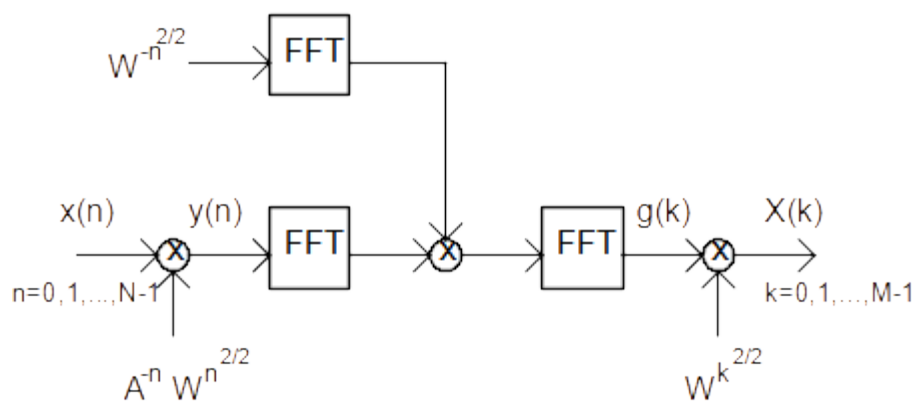 FFT
W^-n^2/2
x(n)
y(n)
FFT
FFT
g(k)
X(k)
X
X
X
n=0,1,...,N-1
k=0,1,...,M-1
A^-n W^n^2/2
W^k^2/2